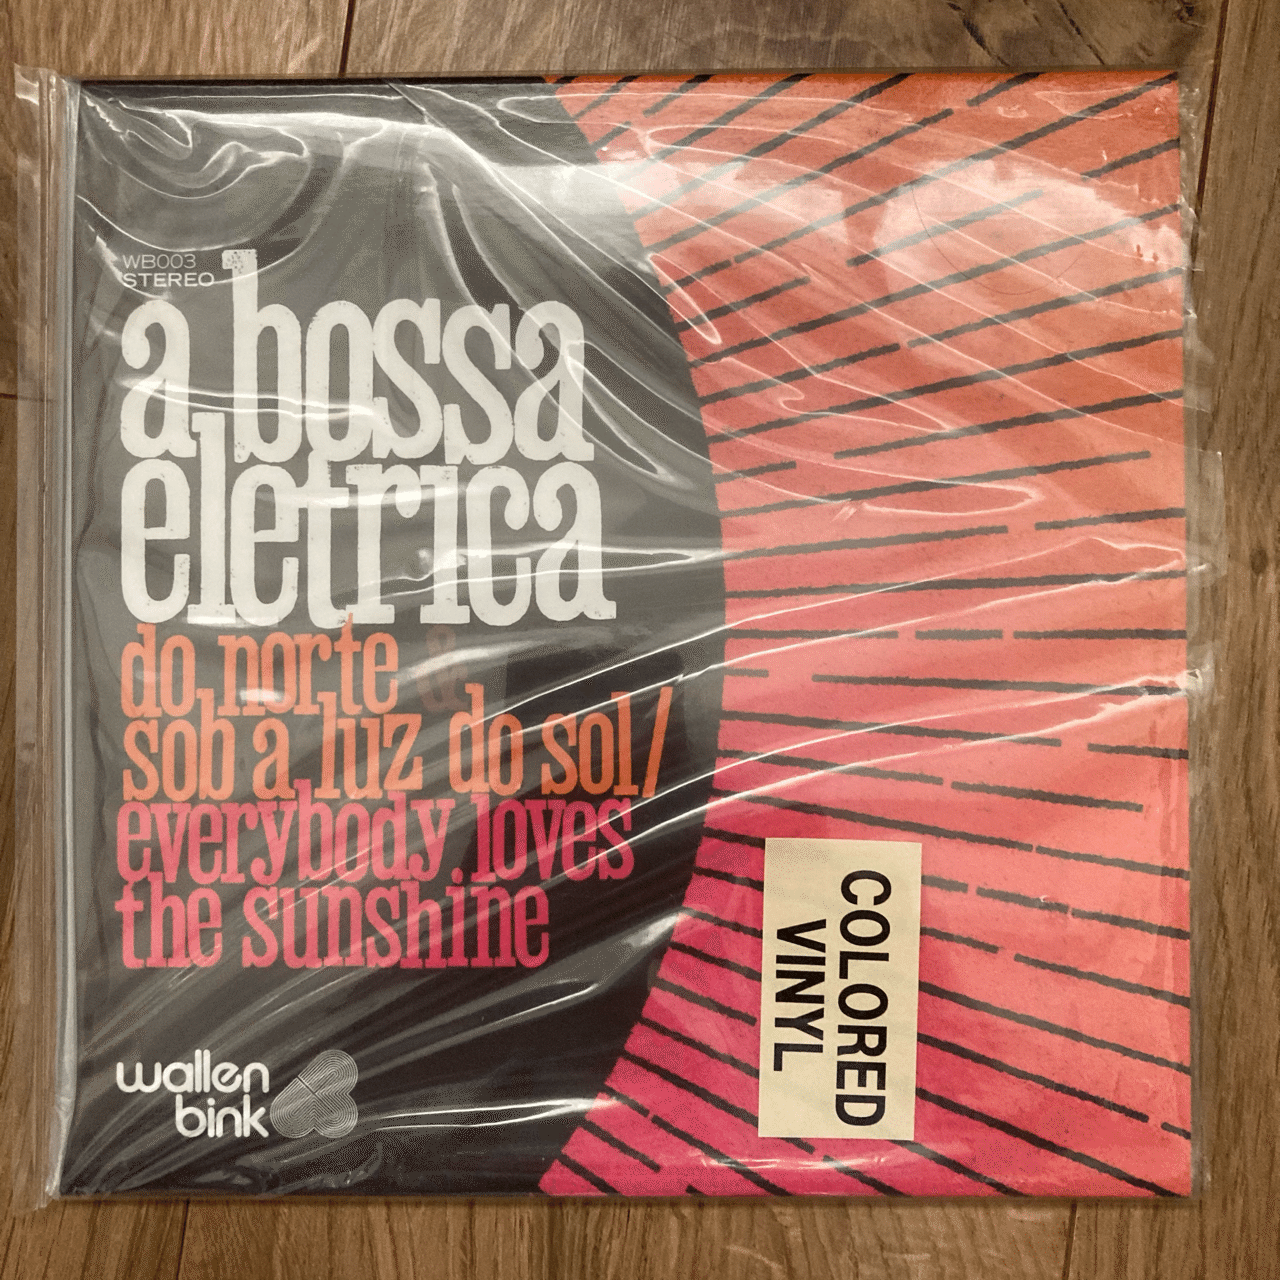 WB003
STEREO
a bossa
eletrica
do norte &
sob a luz do sol/
everybody loves
the sunshine
wallen
bink
COLORED
VINYL